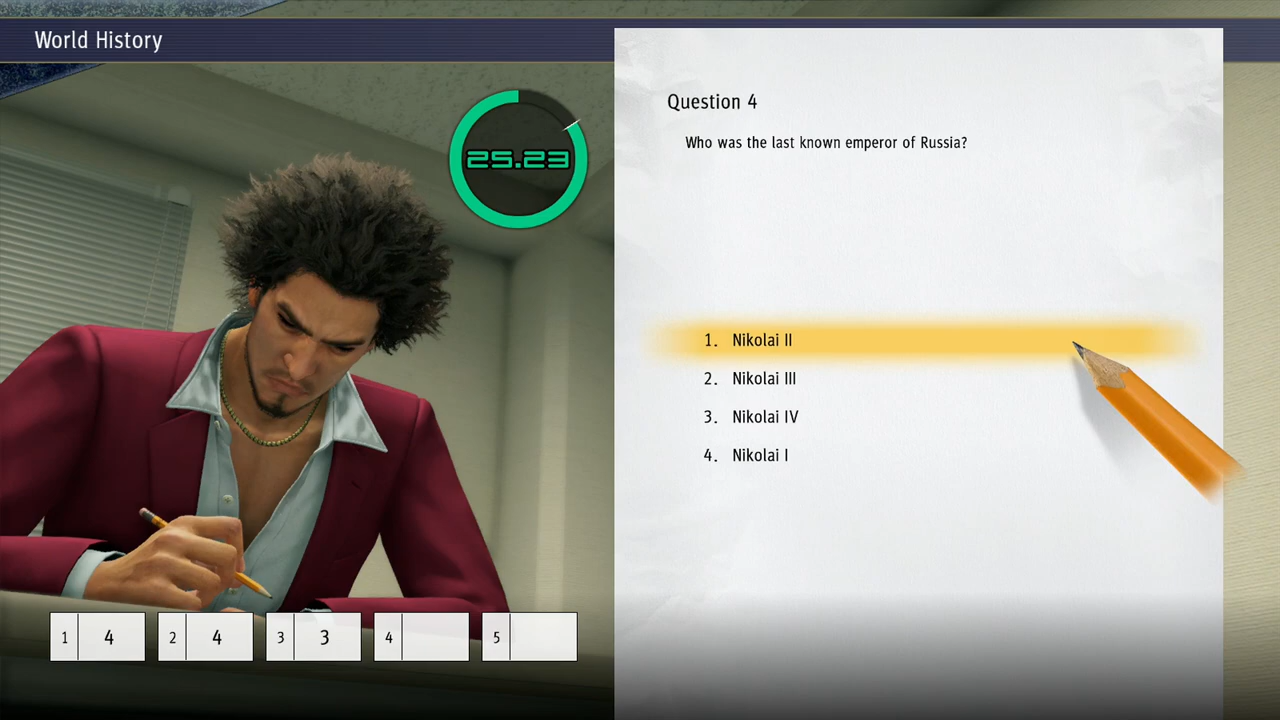 World History
25.23
Question 4
Who was the last known emperor of Russia?
1. Nikolai II
2. Nikolai III
3. Nikolai IV
4. Nikolai I
1 4 2 4 3 3 4 5